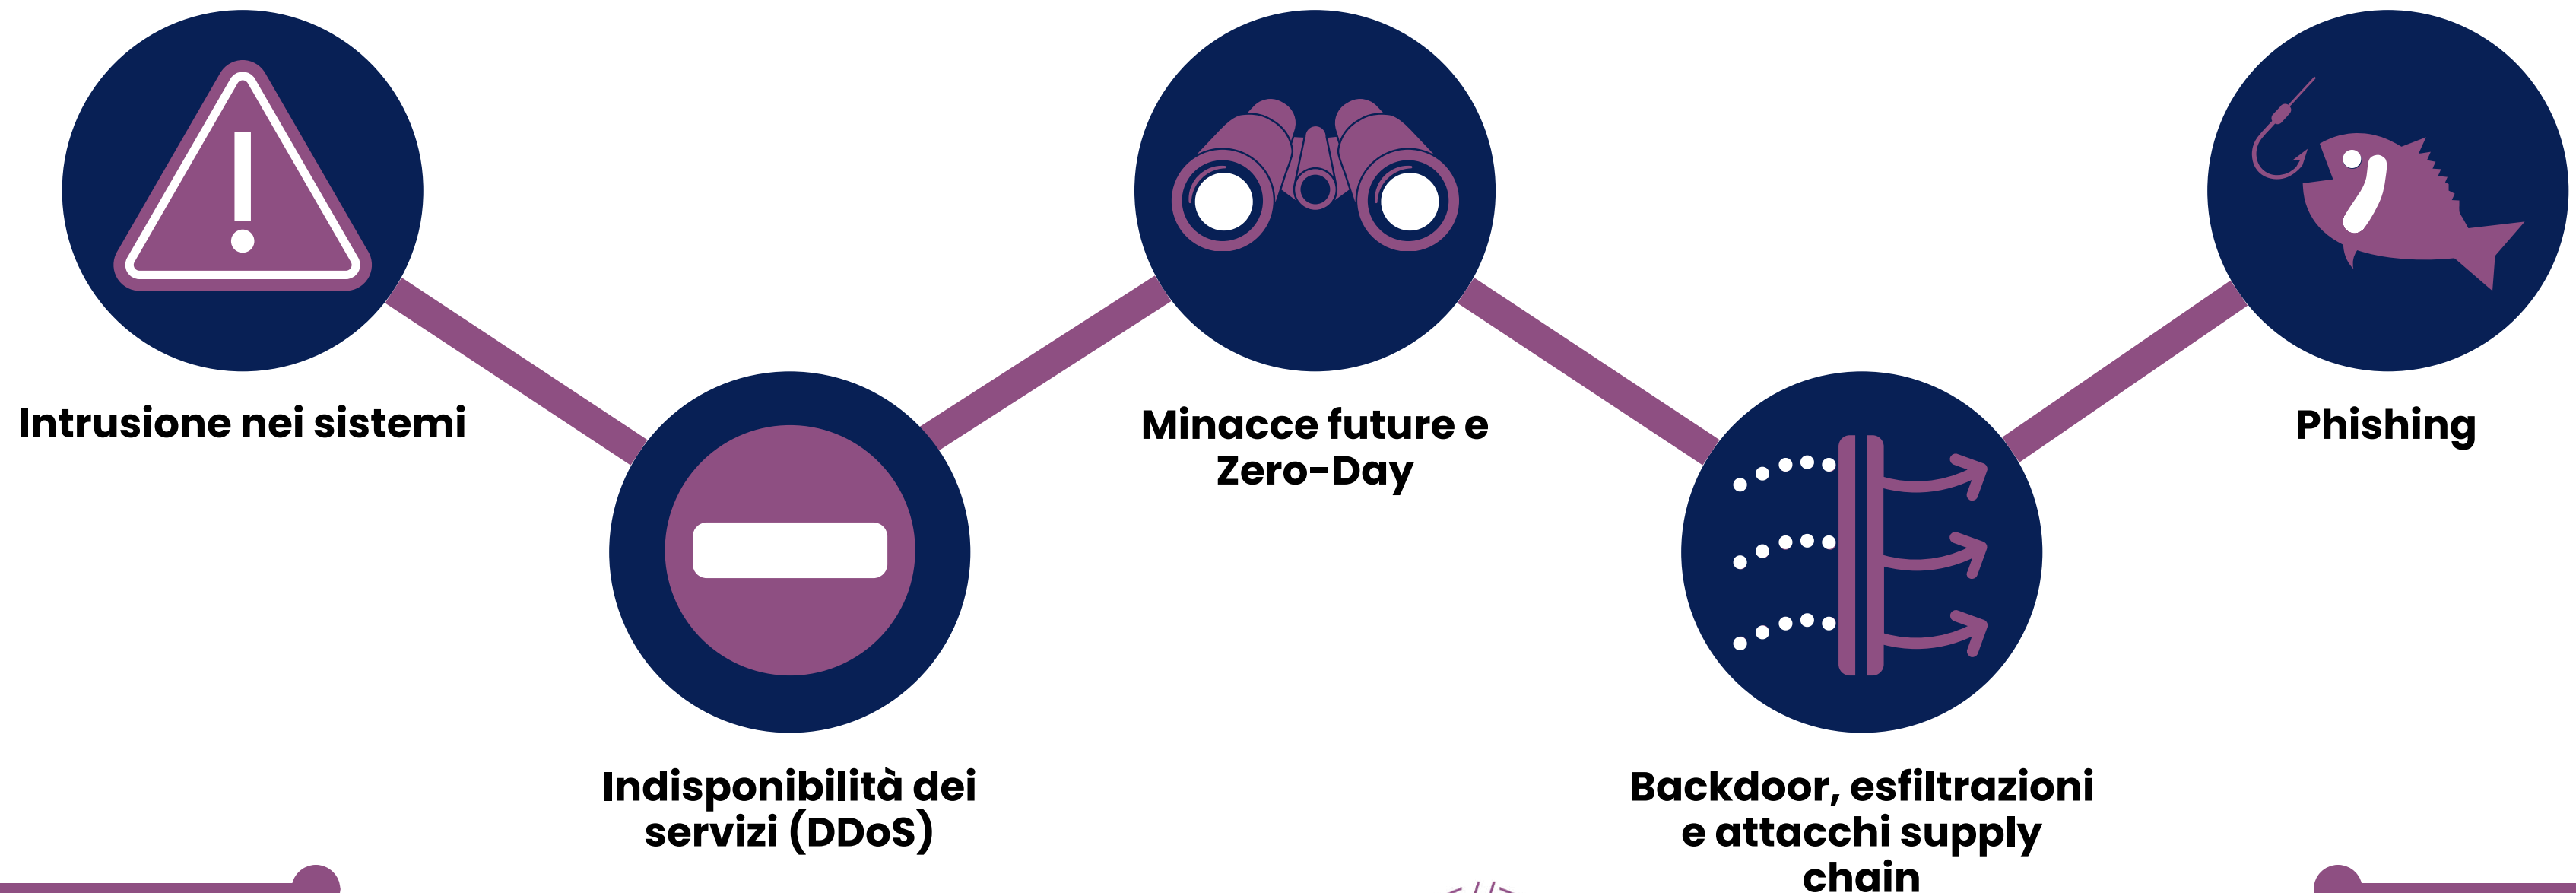 Intrusione nei sistemi
Indisponibilità dei
servizi (DDoS)
Minacce future e
Zero-Day
Backdoor, esfiltrazioni
e attacchi supply
chain
Phishing